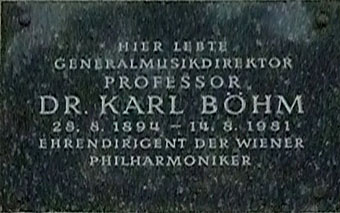 HIER LEBTE
GENERALMUSIKDIREKTOR
PROFESSOR
DR. KARL BÖHM
28. 8. 1894 – 14. 8. 1981
EHRENDIRIGENT DER WIENER
PHILHARMONIKER